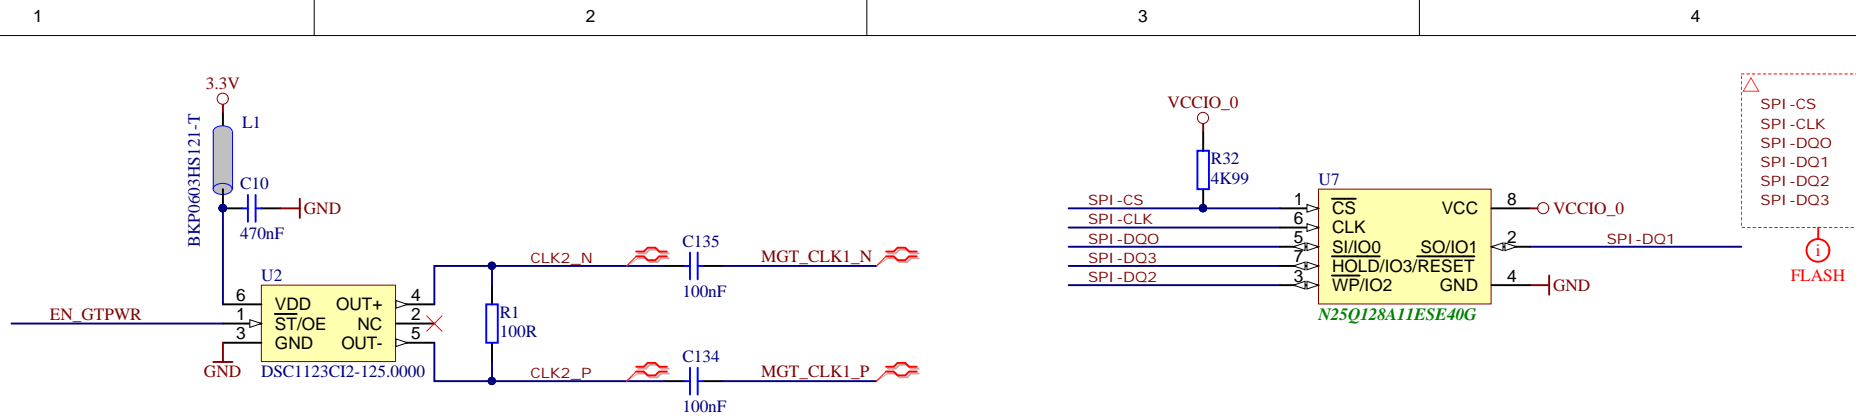 1 2 3 4
3.3V
L1
BKP0603HS121-T
C10
GND
470nF
U2
6 VDD OUT+ 4
EN_GTPWR 1 ST/OE NC 2
3 GND OUT- 5
GND
DSC1123CI2-125.0000
R1
100R
CLK2_N
C135
100nF
MGT_CLK1_N
CLK2_P
C134
100nF
MGT_CLK1_P
VCCIO_0
R32
4K99
U7
SPI-CS 1 CS VCC 8 VCCIO_0
SPI-CLK 6 CLK
SPI-DQ0 5 SI/IO0 SO/IO1 2 SPI-DQ1
SPI-DQ3 7 HOLD/IO3/RESET
SPI-DQ2 3 WP/IO2 GND 4 GND
N25Q128A11ESE40G
SPI-CS
SPI-CLK
SPI-DQ0
SPI-DQ1
SPI-DQ2
SPI-DQ3
i
FLASH